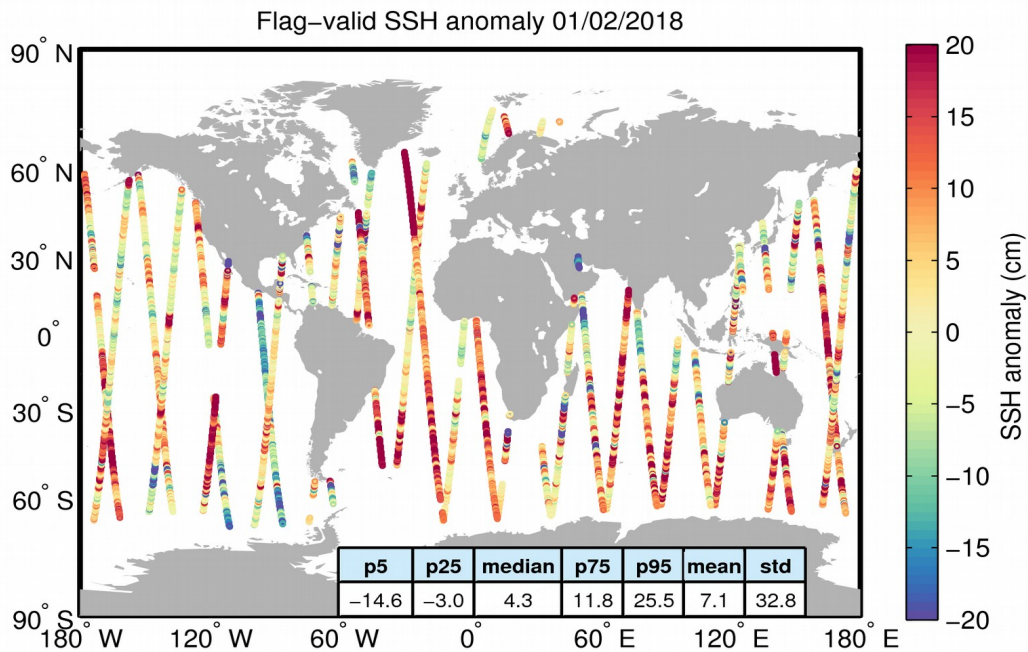 Flag−valid SSH anomaly 01/02/2018
90° N
60° N
30° N
0°
30° S
60° S
90° S
180° W
120° W
60° W
0°
60° E
120° E
180° E
p5 p25 median p75 p95 mean std
−14.6 −3.0 4.3 11.8 25.5 7.1 32.8
20
15
10
5
0
−5
−10
−15
−20
SSH anomaly (cm)